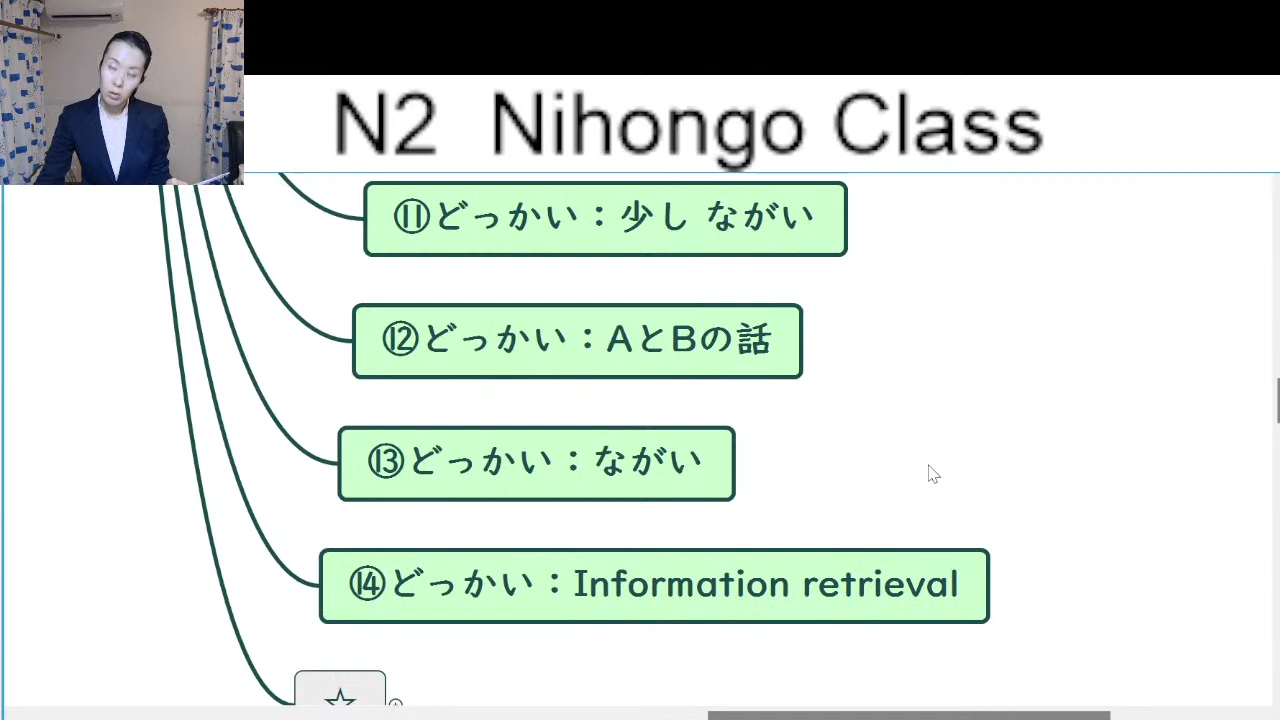 N2 Nihongo Class
⑪どっかい：少し ながい
⑫どっかい：AとBの話
⑬どっかい：ながい
⑭どっかい：Information retrieval
☆